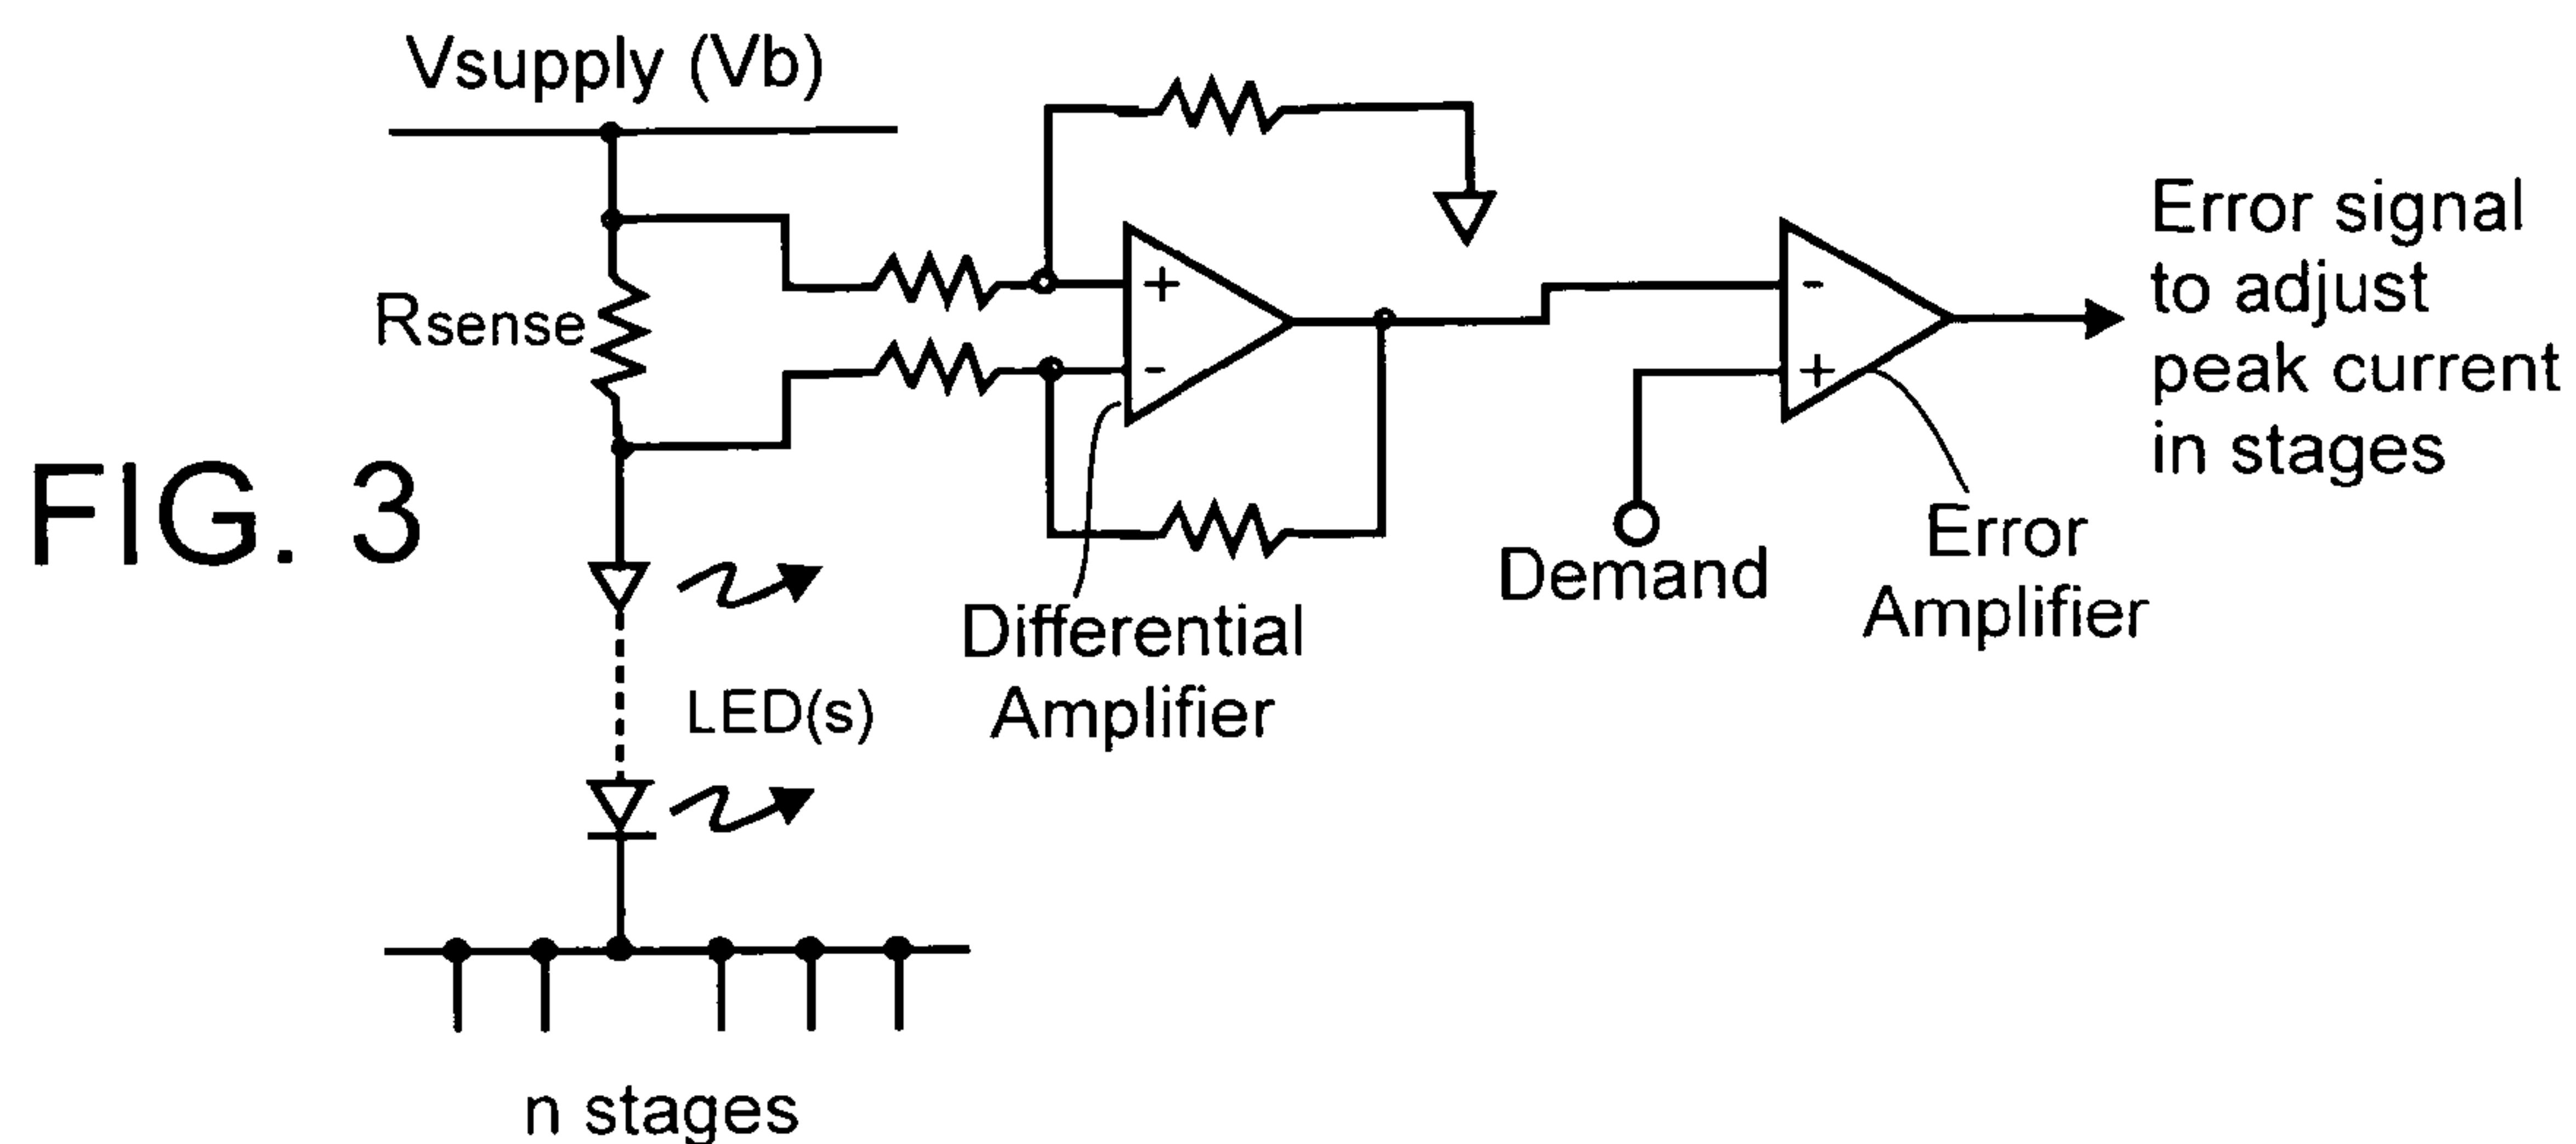 Vsupply (Vb)
Rsense
+
-
-
+
Error signal
to adjust
peak current
in stages
FIG. 3
Demand
Error
Amplifier
Differential
Amplifier
LED(s)
n stages